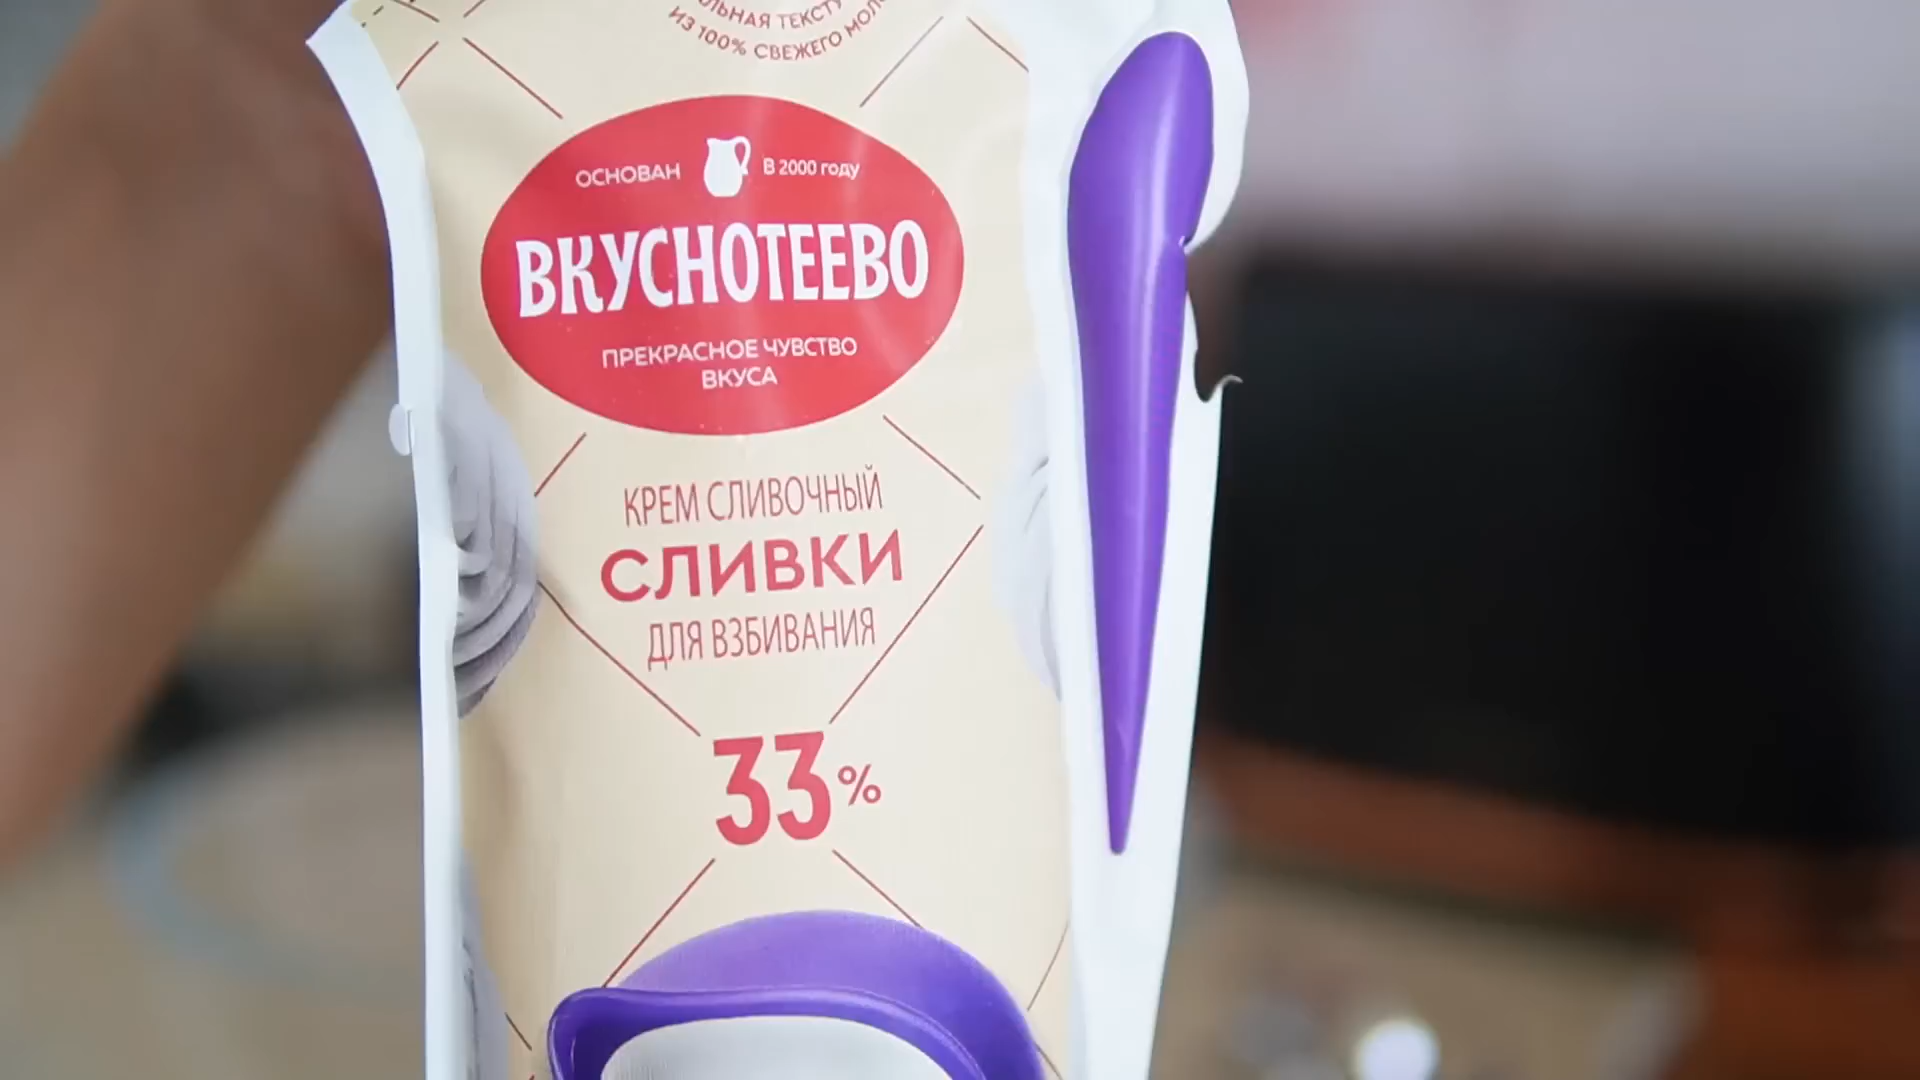 ИЗ 100% СВЕЖЕГО
ОСНОВАН В 2000 году
ВКУСНОТЕЕВО
ПРЕКРАСНОЕ ЧУВСТВО
ВКУСА
КРЕМ СЛИВОЧНЫЙ
СЛИВКИ
ДЛЯ ВЗБИВАНИЯ
33%